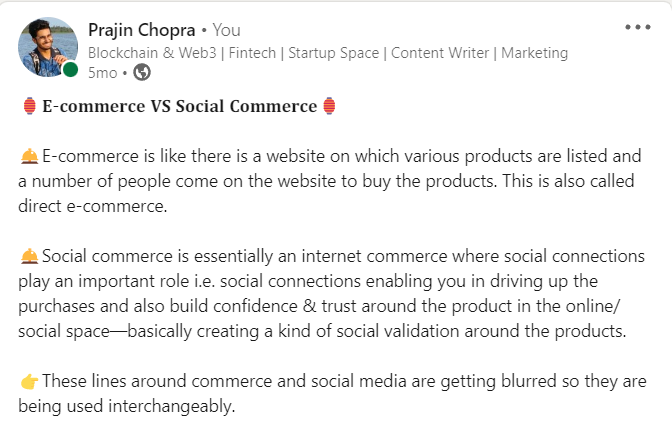 Prajin Chopra • You
Blockchain & Web3 | Fintech | Startup Space | Content Writer | Marketing
5mo •
🏮 E-commerce VS Social Commerce 🏮
🛎️E-commerce is like there is a website on which various products are listed and
a number of people come on the website to buy the products. This is also called
direct e-commerce.
🛎️Social commerce is essentially an internet commerce where social connections
play an important role i.e. social connections enabling you in driving up the
purchases and also build confidence & trust around the product in the online/
social space—basically creating a kind of social validation around the products.
👉These lines around commerce and social media are getting blurred so they are
being used interchangeably.